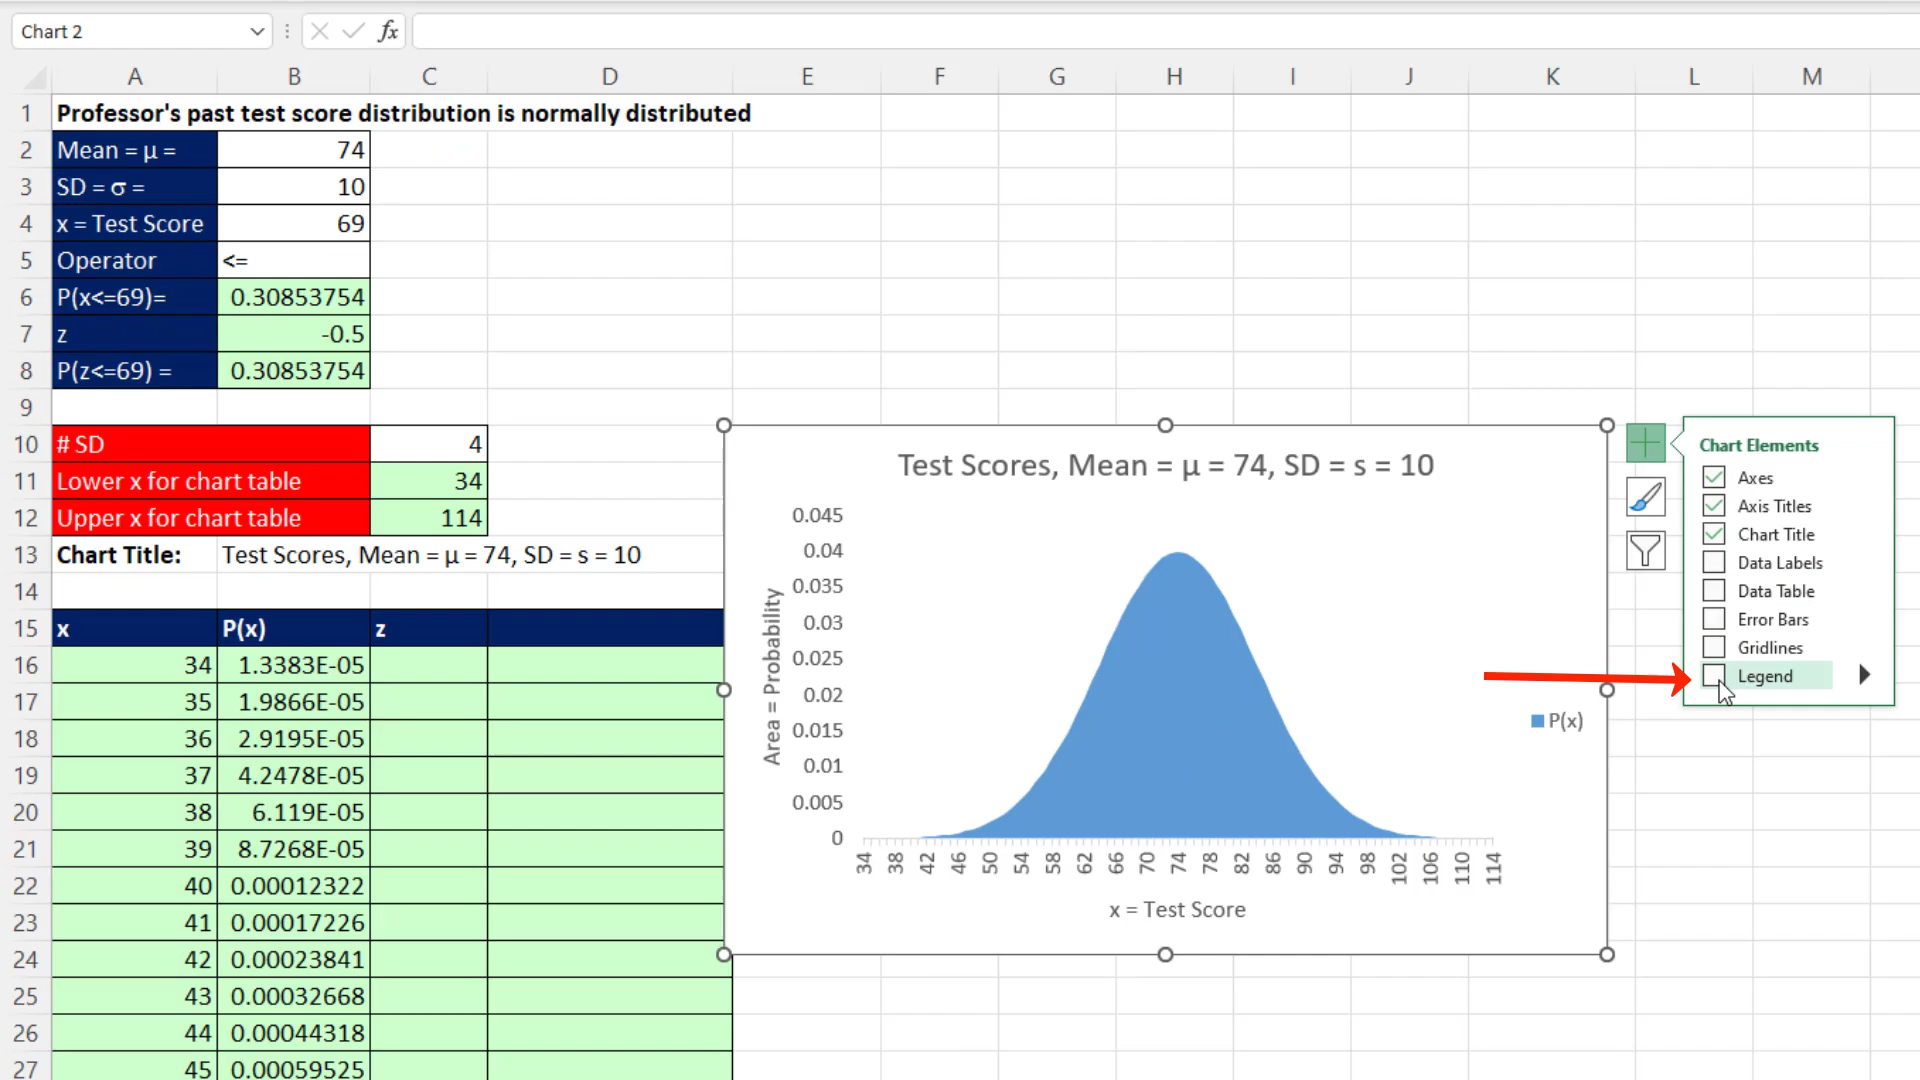 Chart 2
fx
A B C D E F G H I J K L M
1 Professor's past test score distribution is normally distributed
2 Mean = μ = 74
3 SD = σ = 10
4 x = Test Score 69
5 Operator <=
6 P(x<=69)= 0.30853754
7 z -0.5
8 P(z<=69) = 0.30853754
9
10 # SD 4
11 Lower x for chart table 34
12 Upper x for chart table 114
13 Chart Title: Test Scores, Mean = μ = 74, SD = s = 10
14
15 x P(x) z
16 34 1.3383E-05
17 35 1.9866E-05
18 36 2.9195E-05
19 37 4.2478E-05
20 38 6.119E-05
21 39 8.7268E-05
22 40 0.00012322
23 41 0.00017226
24 42 0.00023841
25 43 0.00032668
26 44 0.00044318
27 45 0.00059525
Test Scores, Mean = μ = 74, SD = s = 10
Area = Probability
0.045
0.04
0.035
0.03
0.025
0.02
0.015
0.01
0.005
0
34 38 42 46 50 54 58 62 66 70 74 78 82 86 90 94 98 102 106 110 114
x = Test Score
P(x)
Chart Elements
Axes
Axis Titles
Chart Title
Data Labels
Data Table
Error Bars
Gridlines
Legend